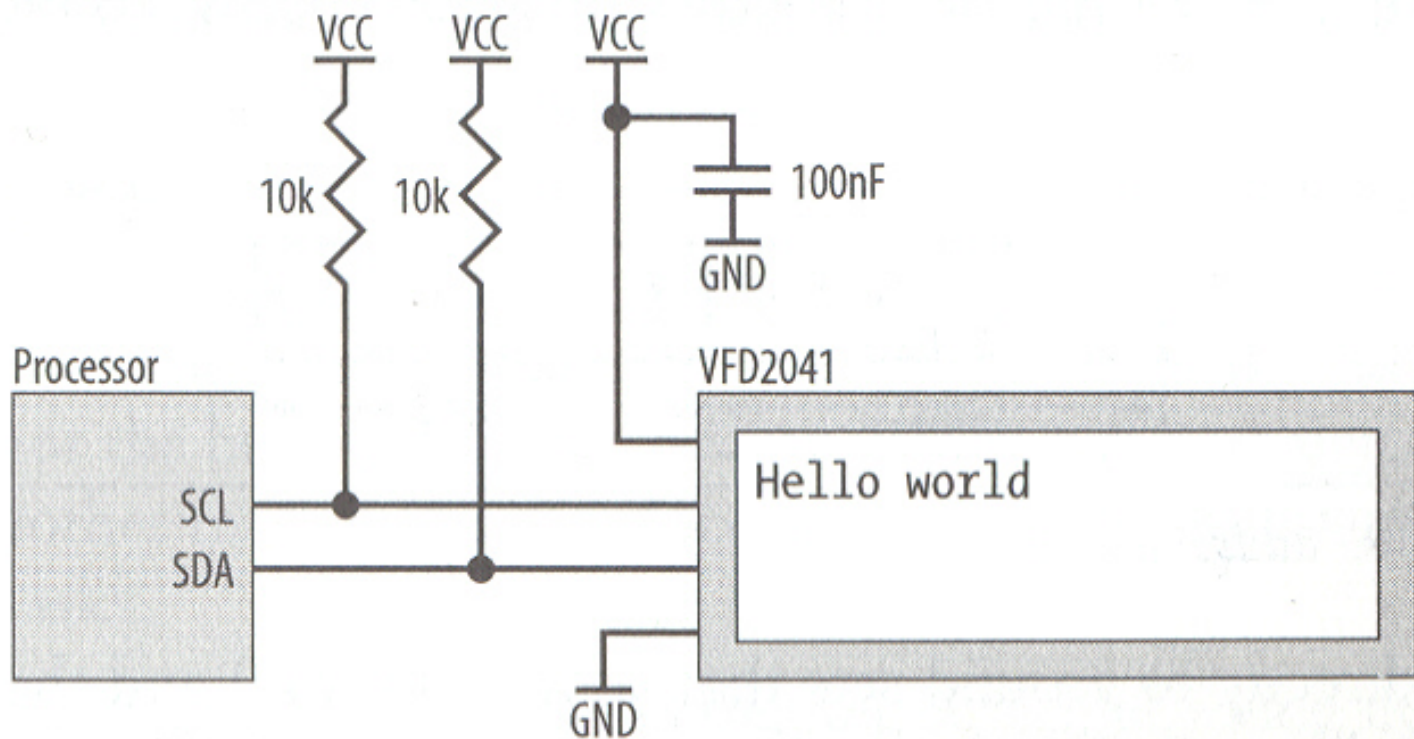 VCC VCC VCC
10k 10k 100nF
GND
Processor VFD2041
Hello world
SCL
SDA
GND